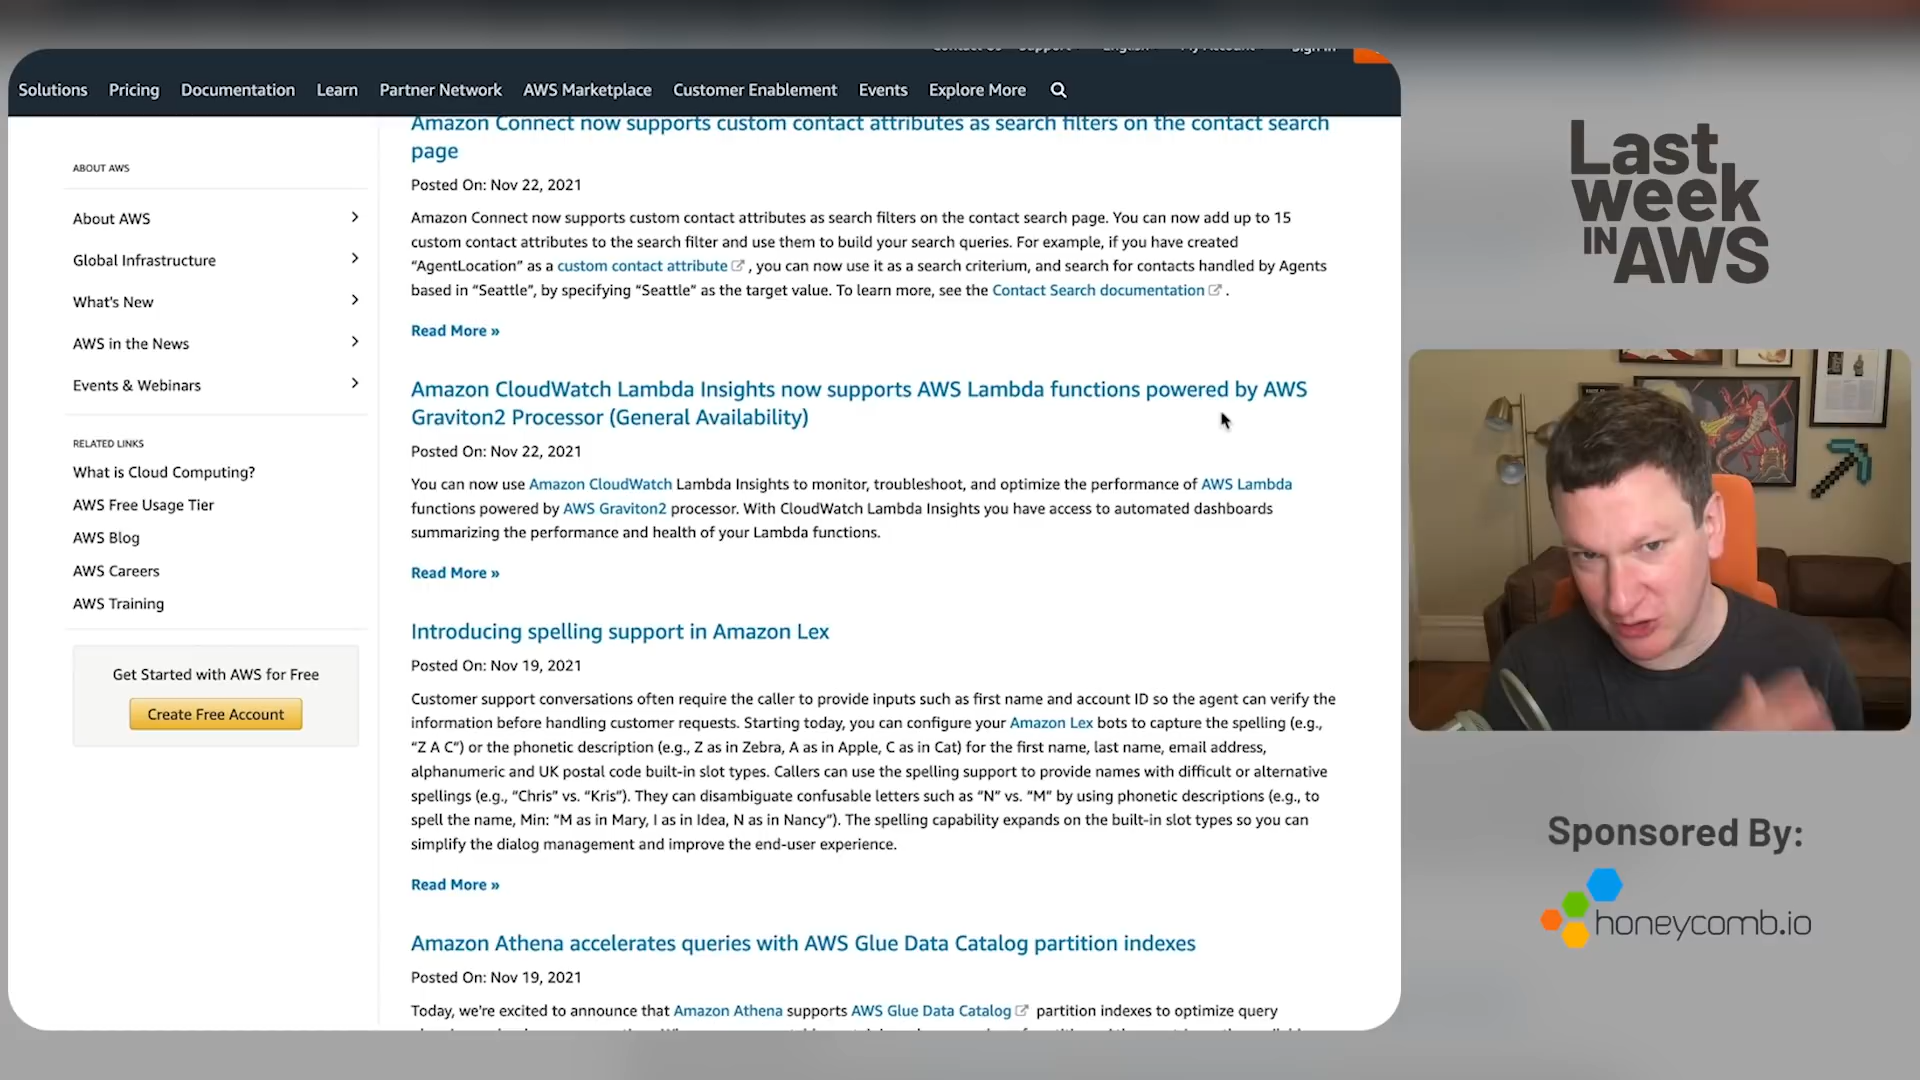 Contact Us Support English My Account Sign In
Solutions Pricing Documentation Learn Partner Network AWS Marketplace Customer Enablement Events Explore More
ABOUT AWS
About AWS
Global Infrastructure
What's New
AWS in the News
Events & Webinars
RELATED LINKS
What is Cloud Computing?
AWS Free Usage Tier
AWS Blog
AWS Careers
AWS Training
Get Started with AWS for Free
Create Free Account
Amazon Connect now supports custom contact attributes as search filters on the contact search
page
Posted On: Nov 22, 2021
Amazon Connect now supports custom contact attributes as search filters on the contact search page. You can now add up to 15
custom contact attributes to the search filter and use them to build your search queries. For example, if you have created
“AgentLocation” as a custom contact attribute , you can now use it as a search criterium, and search for contacts handled by Agents
based in “Seattle”, by specifying “Seattle” as the target value. To learn more, see the Contact Search documentation .
Read More »
Amazon CloudWatch Lambda Insights now supports AWS Lambda functions powered by AWS
Graviton2 Processor (General Availability)
Posted On: Nov 22, 2021
You can now use Amazon CloudWatch Lambda Insights to monitor, troubleshoot, and optimize the performance of AWS Lambda
functions powered by AWS Graviton2 processor. With CloudWatch Lambda Insights you have access to automated dashboards
summarizing the performance and health of your Lambda functions.
Read More »
Introducing spelling support in Amazon Lex
Posted On: Nov 19, 2021
Customer support conversations often require the caller to provide inputs such as first name and account ID so the agent can verify the
information before handling customer requests. Starting today, you can configure your Amazon Lex bots to capture the spelling (e.g.,
“Z A C”) or the phonetic description (e.g., Z as in Zebra, A as in Apple, C as in Cat) for the first name, last name, email address,
alphanumeric and UK postal code built-in slot types. Callers can use the spelling support to provide names with difficult or alternative
spellings (e.g., “Chris” vs. “Kris”). They can disambiguate confusable letters such as “N” vs. “M” by using phonetic descriptions (e.g., to
spell the name, Min: “M as in Mary, I as in Idea, N as in Nancy”). The spelling capability expands on the built-in slot types so you can
simplify the dialog management and improve the end-user experience.
Read More »
Amazon Athena accelerates queries with AWS Glue Data Catalog partition indexes
Posted On: Nov 19, 2021
Today, we're excited to announce that Amazon Athena supports AWS Glue Data Catalog partition indexes to optimize query
Last
week
IN AWS
Sponsored By:
honeycomb.io